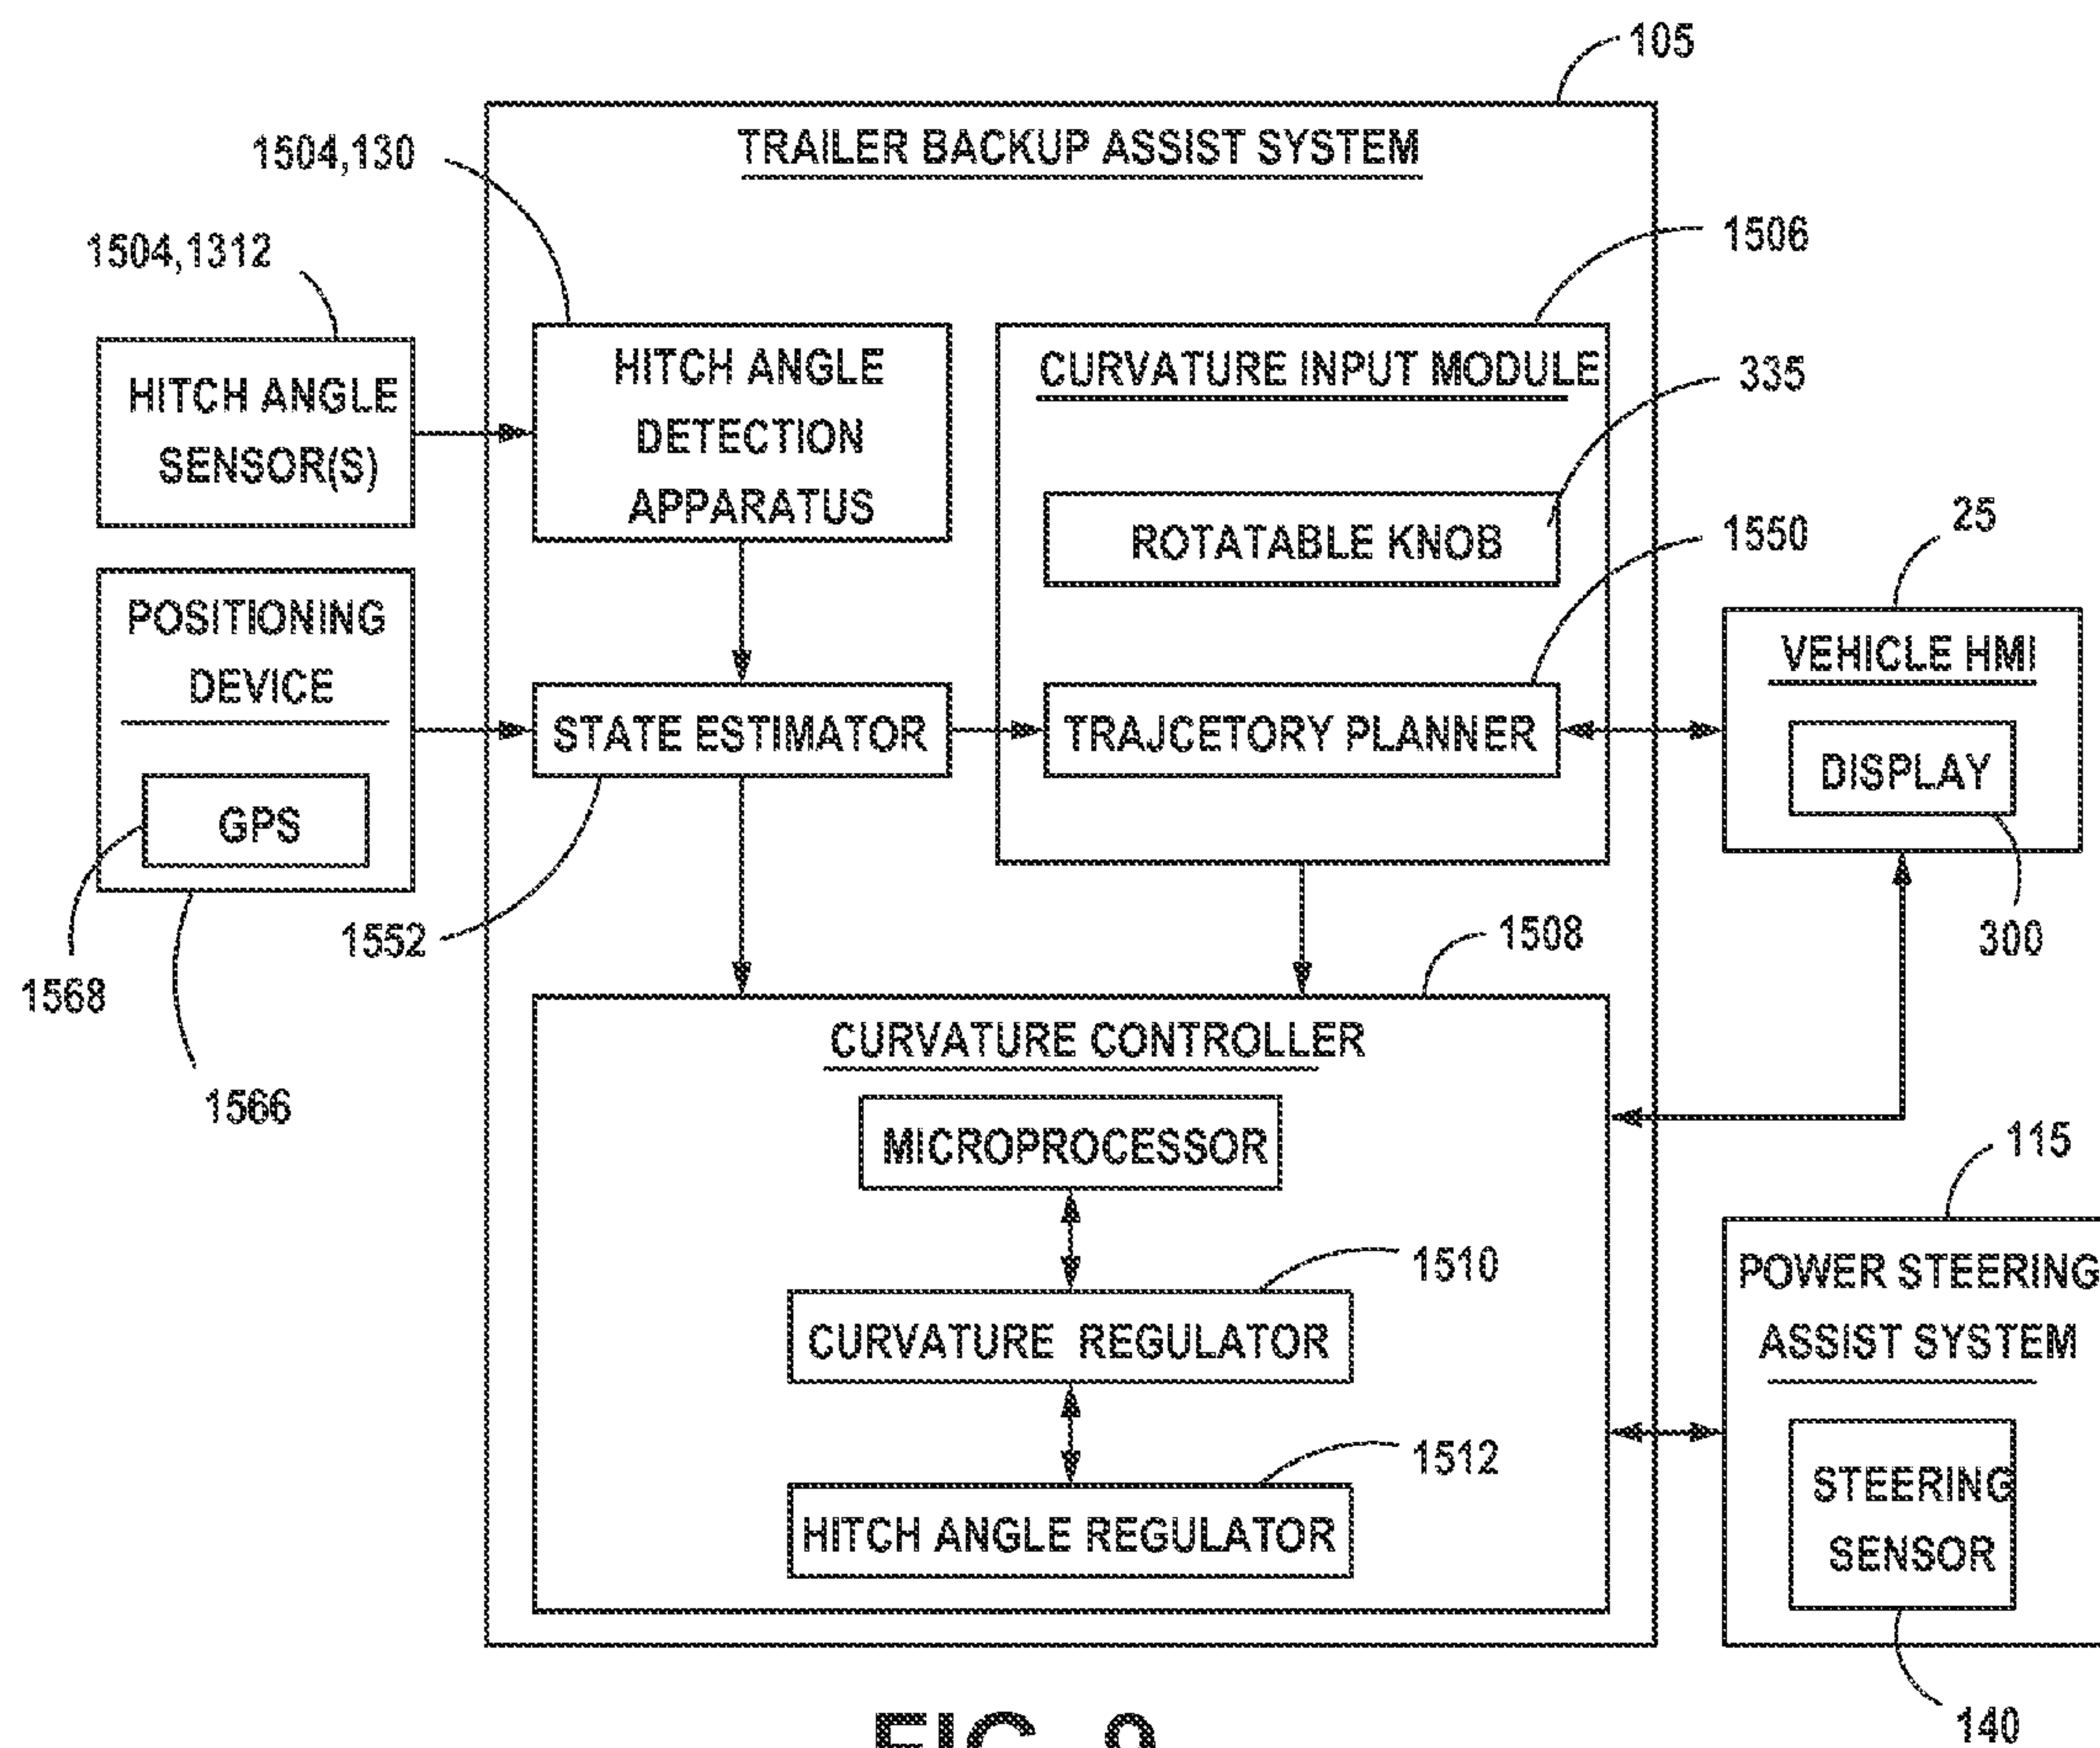 105
TRAILER BACKUP ASSIST SYSTEM
1504,130
1504,1312
1506
HITCH ANGLE
SENSOR(S)
HITCH ANGLE
DETECTION
APPARATUS
CURVATURE INPUT MODULE
335
ROTATABLE KNOB
1550
25
POSITIONING
DEVICE
GPS
STATE ESTIMATOR
TRAJCETORY PLANNER
VEHICLE HMI
DISPLAY
1552
1508
300
1568
1566
CURVATURE CONTROLLER
MICROPROCESSOR
115
1510
CURVATURE REGULATOR
POWER STEERING
ASSIST SYSTEM
1512
HITCH ANGLE REGULATOR
STEERING
SENSOR
140
FIG. 9